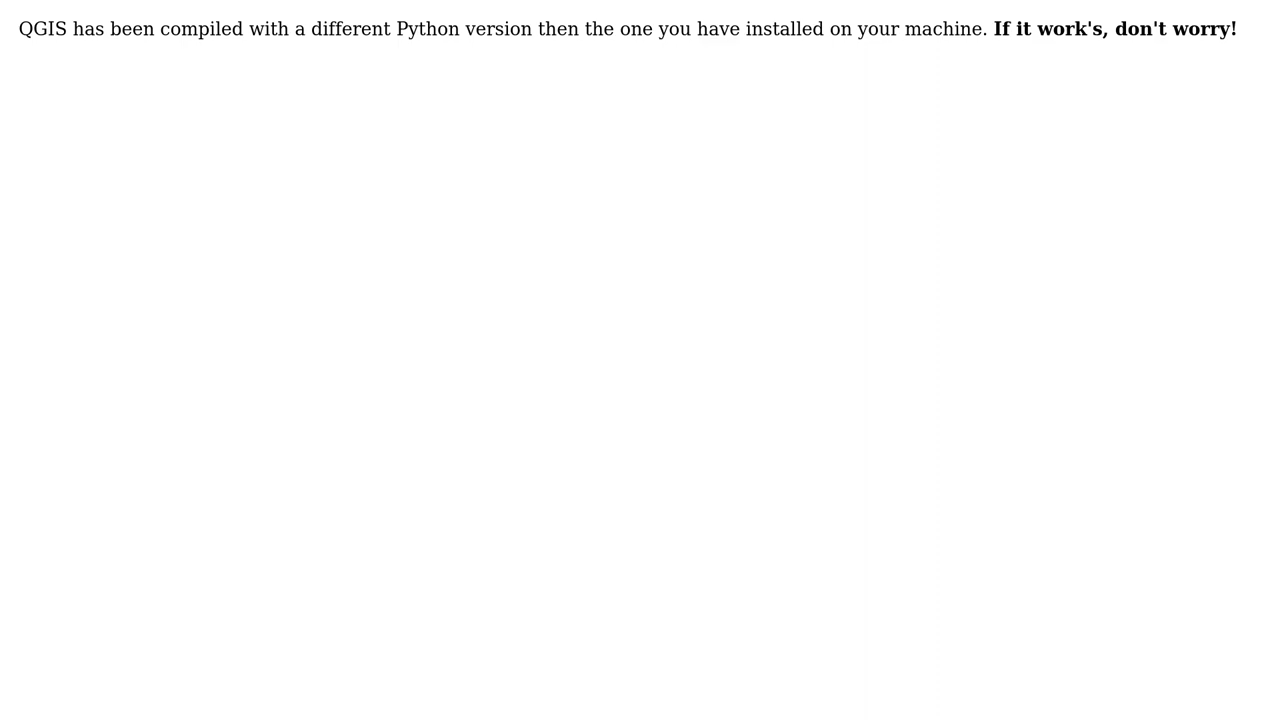 QGIS has been compiled with a different Python version then the one you have installed on your machine. If it work's, don't worry!